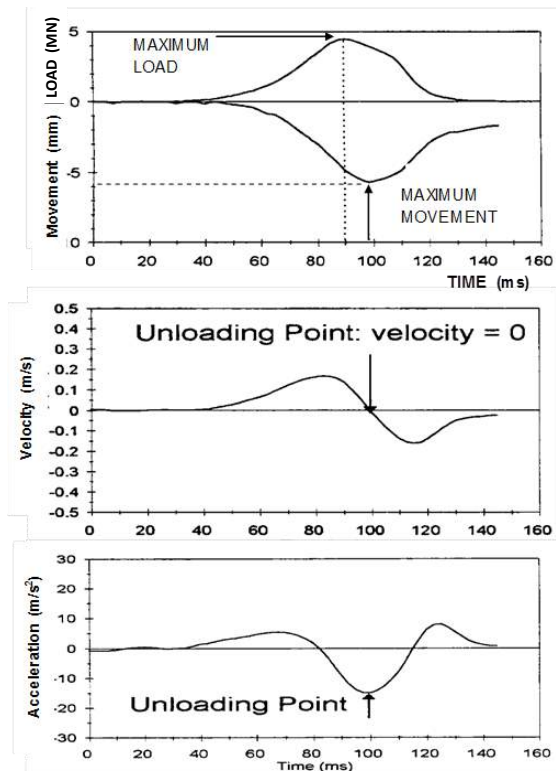 5
MAXIMUM
LOAD
0
-5
MAXIMUM
MOVEMENT
0
Movement (mm) | LOAD (MN)
0 20 40 60 80 100 120 140 160
TIME (ms)
0.5
0.4
0.3
0.2
0.1
0
-0.1
-0.2
-0.3
-0.4
-0.5
Velocity (m/s)
Unloading Point: velocity = 0
0 20 40 60 80 100 120 140 160
30
20
10
0
-10
-20
-30
Acceleration (m/s²)
Unloading Point
0 20 40 60 80 100 120 140 160
Time (ms)